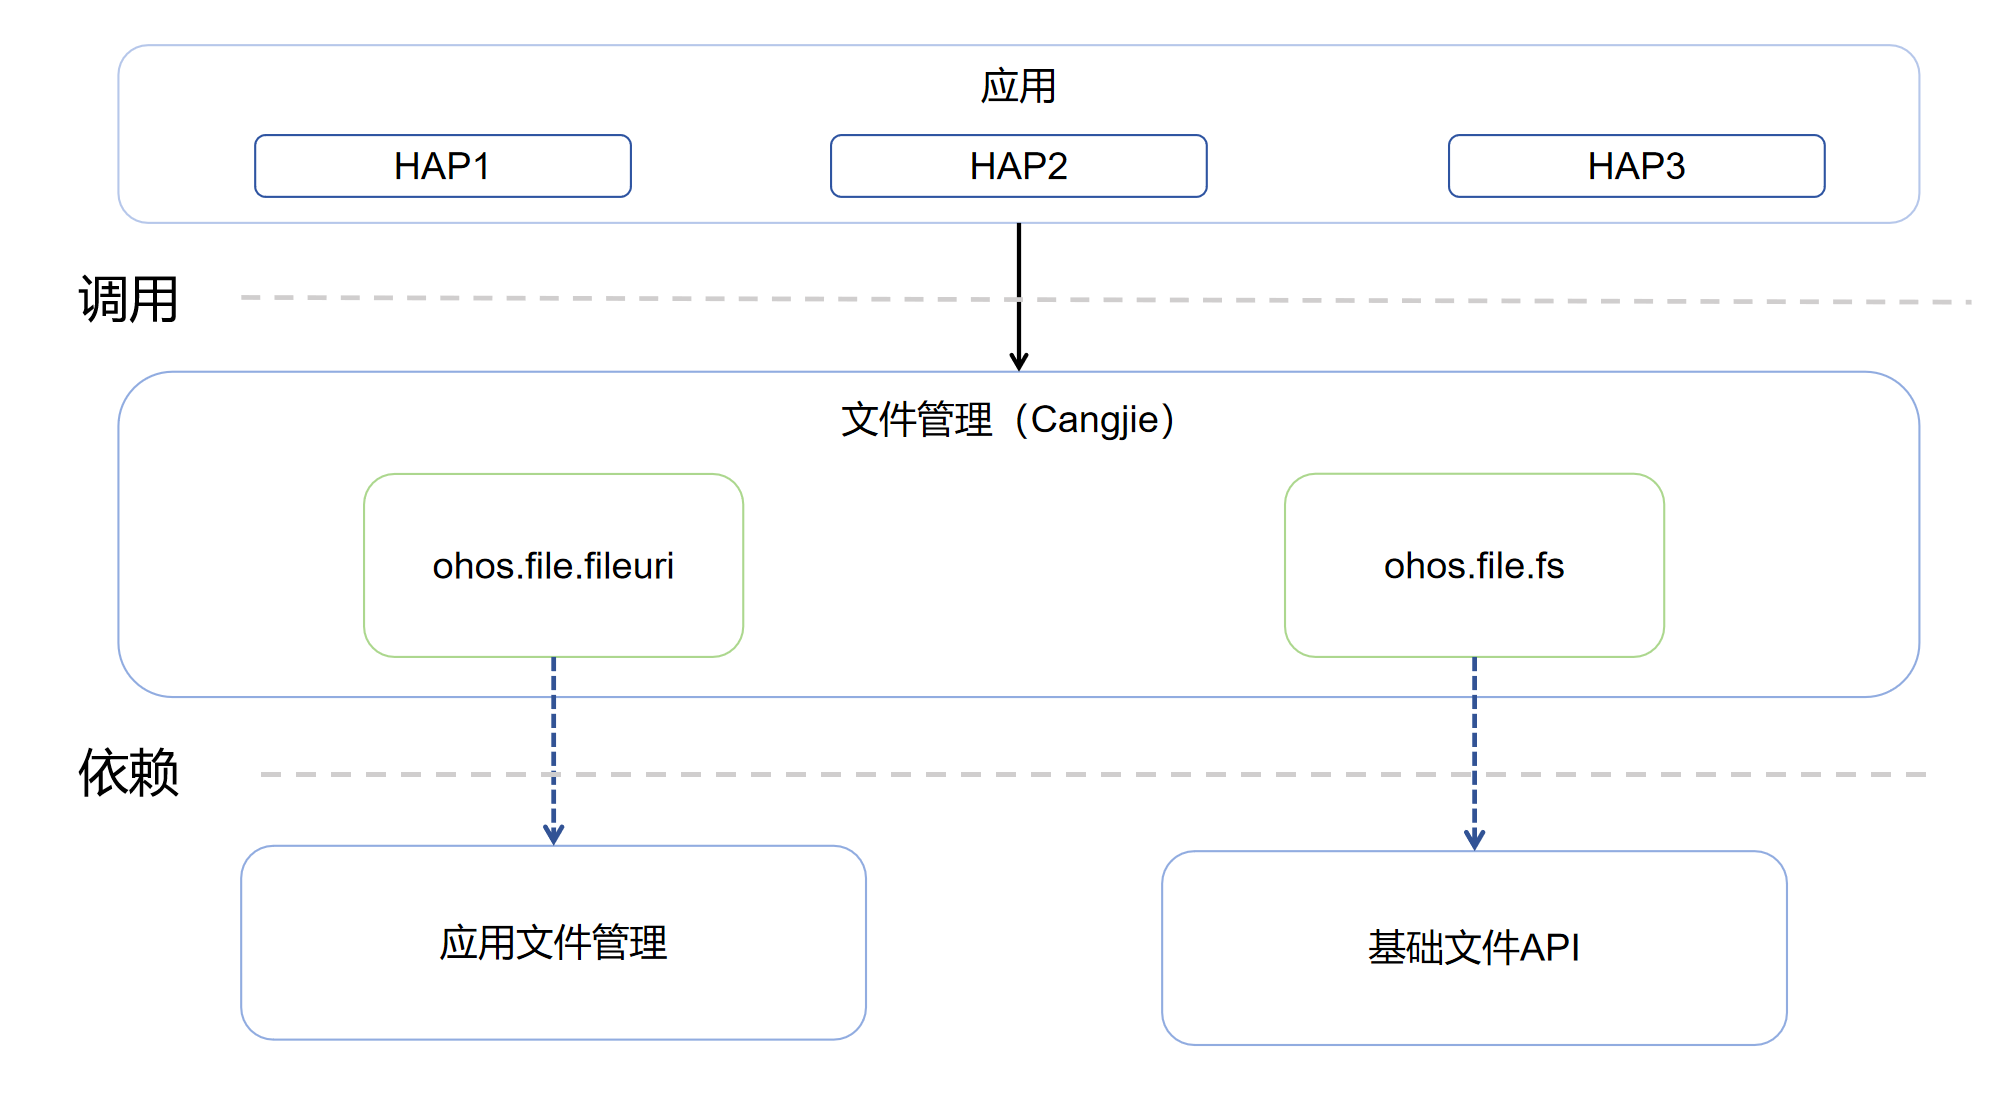 应用
HAP1
HAP2
HAP3
调用
文件管理（Cangjie）
ohos.file.fileuri
ohos.file.fs
依赖
应用文件管理
基础文件API